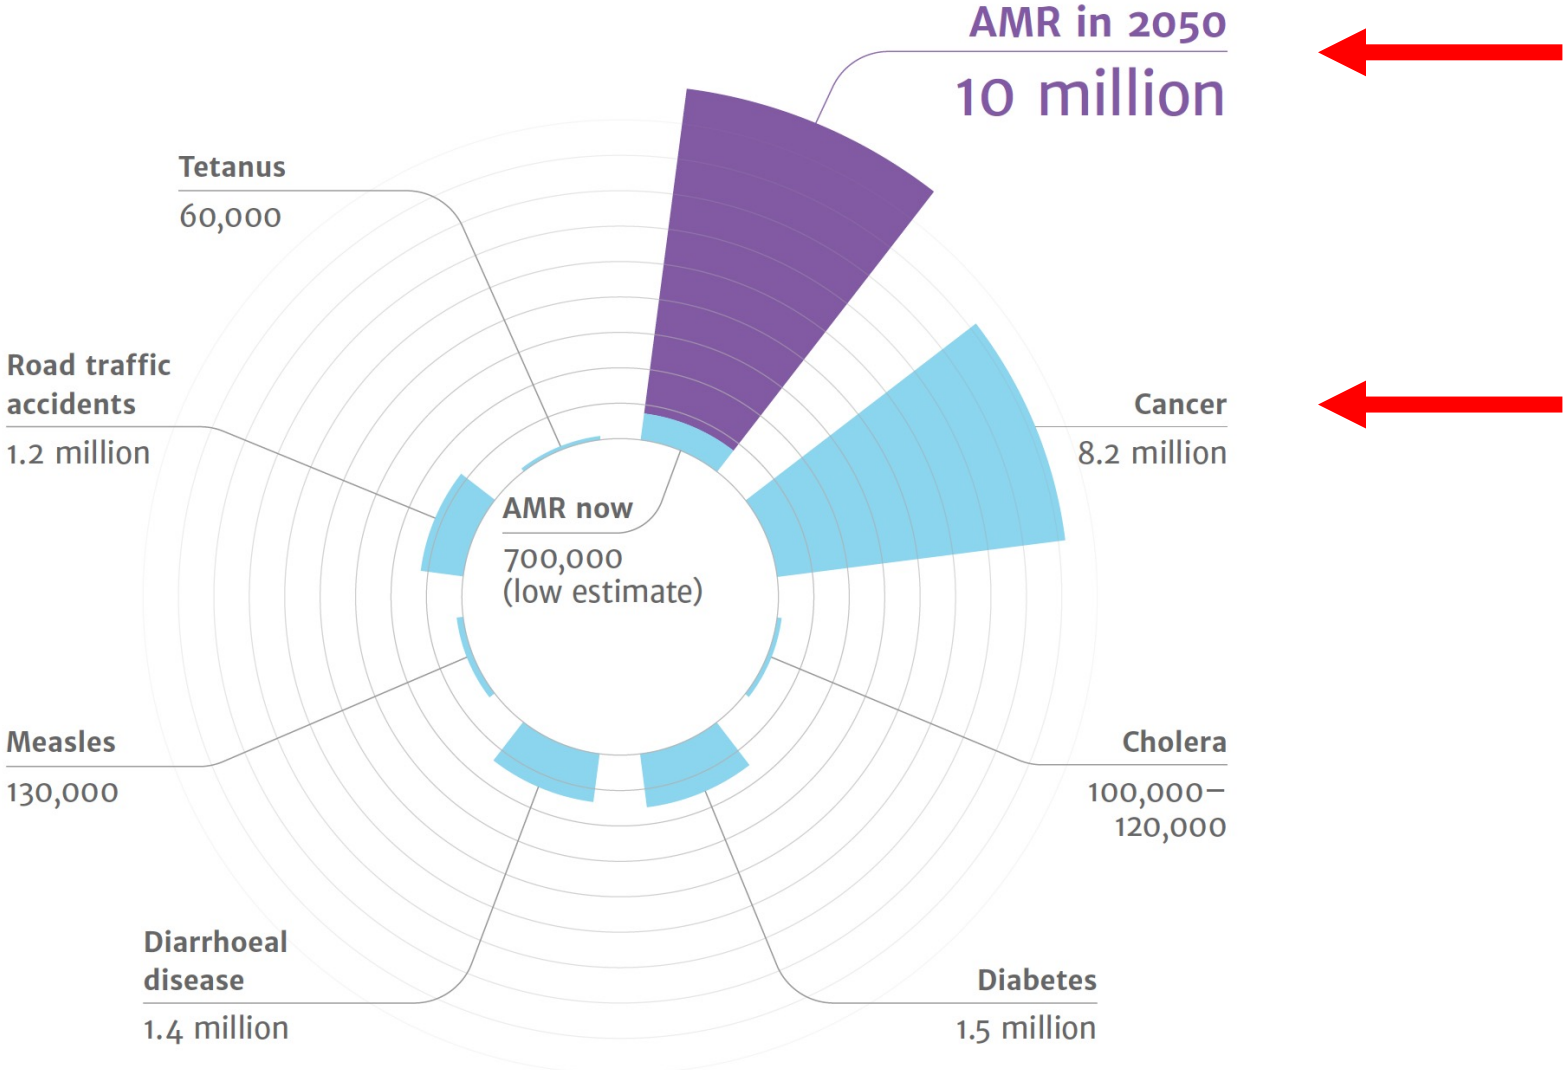 AMR in 2050
10 million
Tetanus
60,000
Road traffic
accidents
1.2 million
Cancer
8.2 million
AMR now
700,000
(low estimate)
Measles
130,000
Cholera
100,000–
120,000
Diarrhoeal
disease
1.4 million
Diabetes
1.5 million